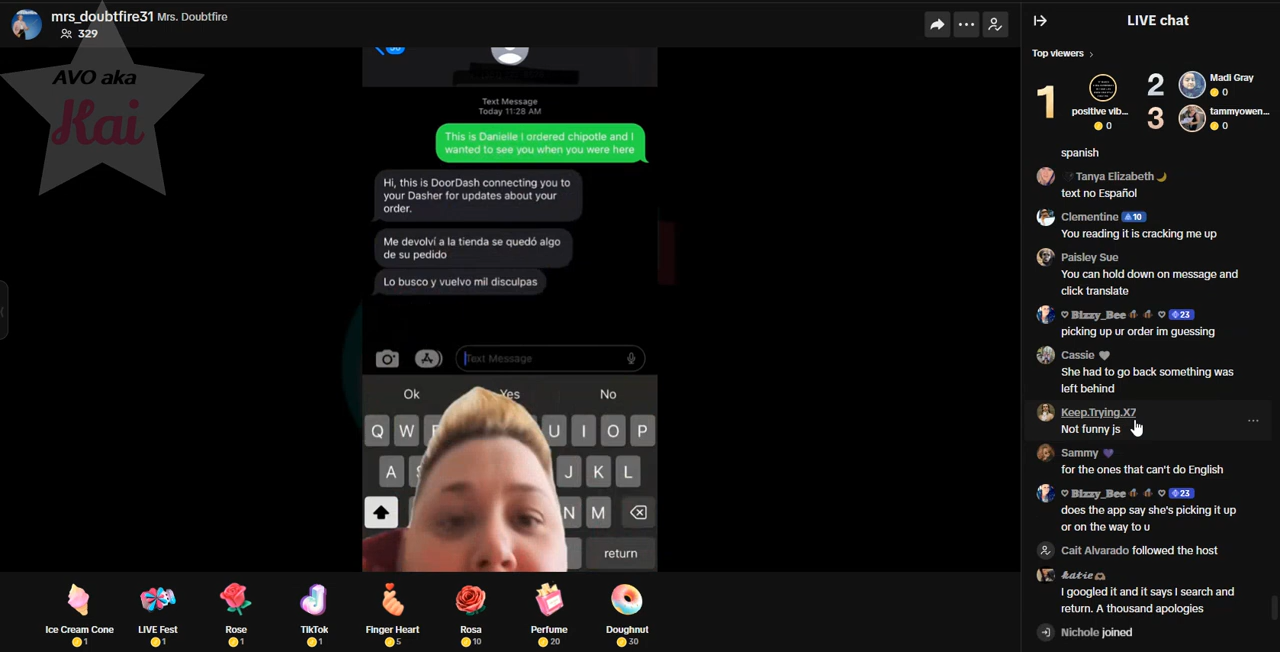 mrs_doubtfire31 Mrs. Doubtfire
329
AVO aka
Kai
Text Message
Today 11:28 AM
This is Danielle I ordered chipotle and I
wanted to see you when you were here
Hi, this is DoorDash connecting you to
your Dasher for updates about your
order.
Me devolví a la tienda se quedó algo
de su pedido
Lo busco y vuelvo mil disculpas
Text Message
Ok
Yes
No
Q W U I O P
A J K L
N M
return
Ice Cream Cone
1
LIVE Fest
1
Rose
1
TikTok
1
Finger Heart
5
Rosa
10
Perfume
20
Doughnut
30
LIVE chat
Top viewers
1
positive vib...
0
2
Madi Gray
0
3
tammyowen...
0
spanish
Tanya Elizabeth
text no Español
Clementine 10
You reading it is cracking me up
Paisley Sue
You can hold down on message and
click translate
Bizzy_Bee 23
picking up ur order im guessing
Cassie
She had to go back something was
left behind
Keep.Trying.X7
Not funny js
Sammy
for the ones that can't do English
Bizzy_Bee 23
does the app say she's picking it up
or on the way to u
Cait Alvarado followed the host
katie
I googled it and it says I search and
return. A thousand apologies
Nichole joined